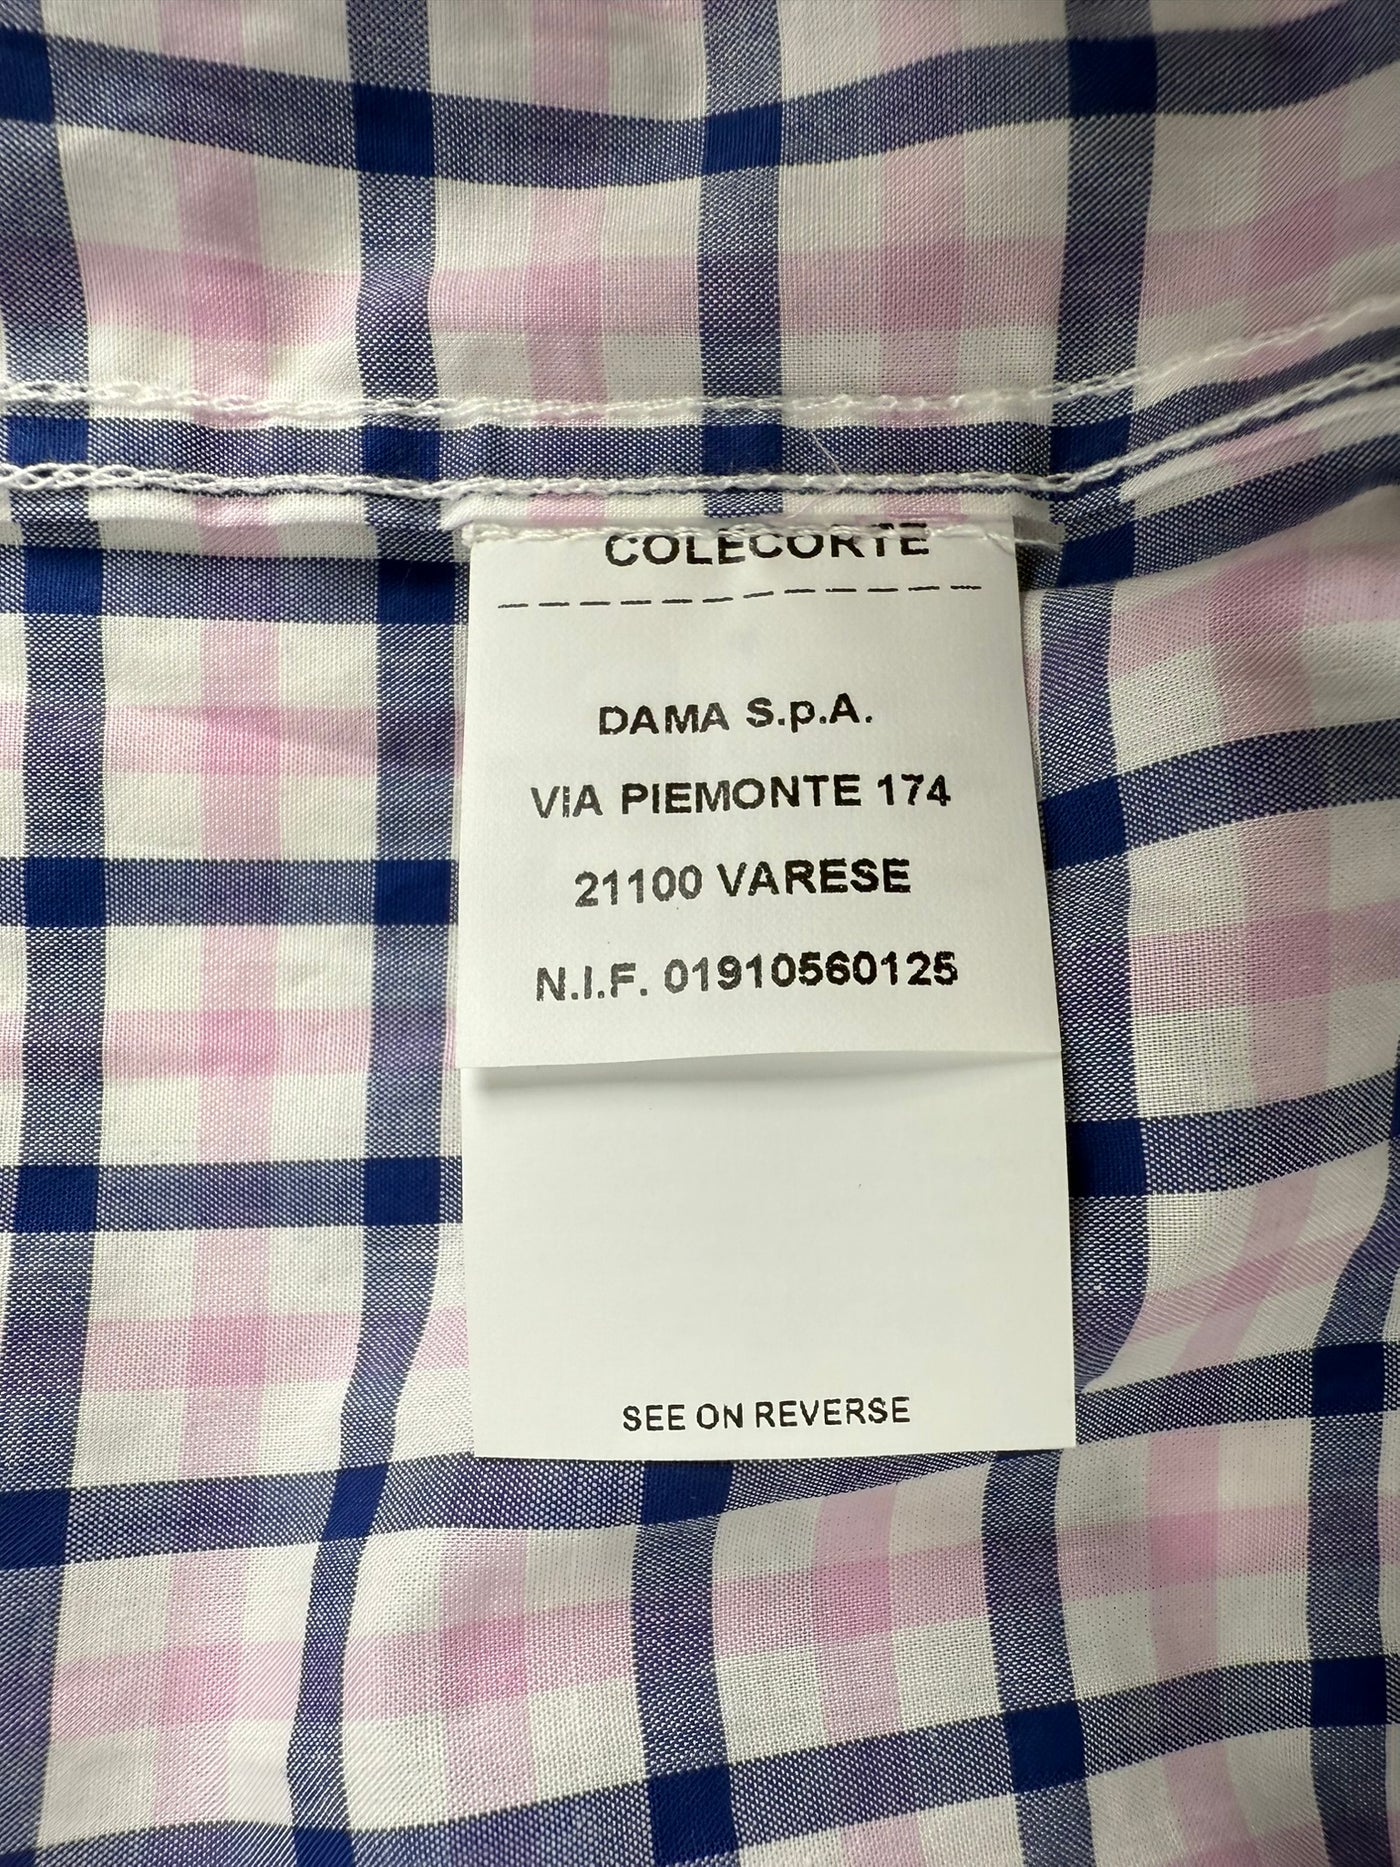 COLECORTE
DAMA S.p.A.
VIA PIEMONTE 174
21100 VARESE
N.I.F. 01910560125
SEE ON REVERSE